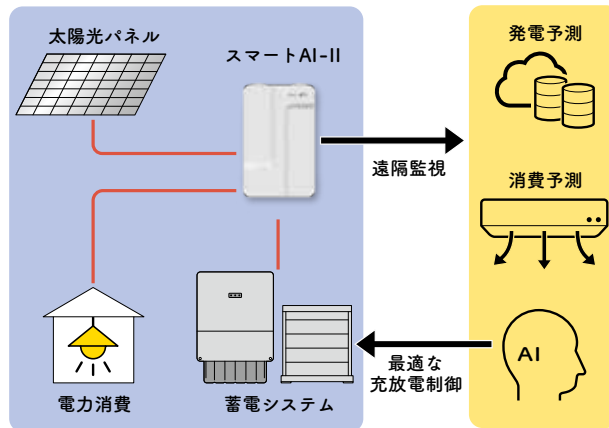 太陽光パネル
スマートAI-II
発電予測
遠隔監視
消費予測
AI
最適な
充放電制御
電力消費
蓄電システム